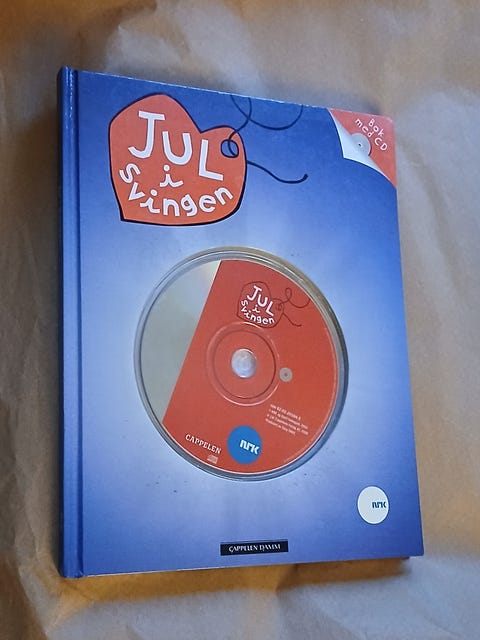 JUL
i
svingen
Bok
med CD
JUL
i
svingen
CAPPELEN
NRK
NRK
CAPPELEN DAMM